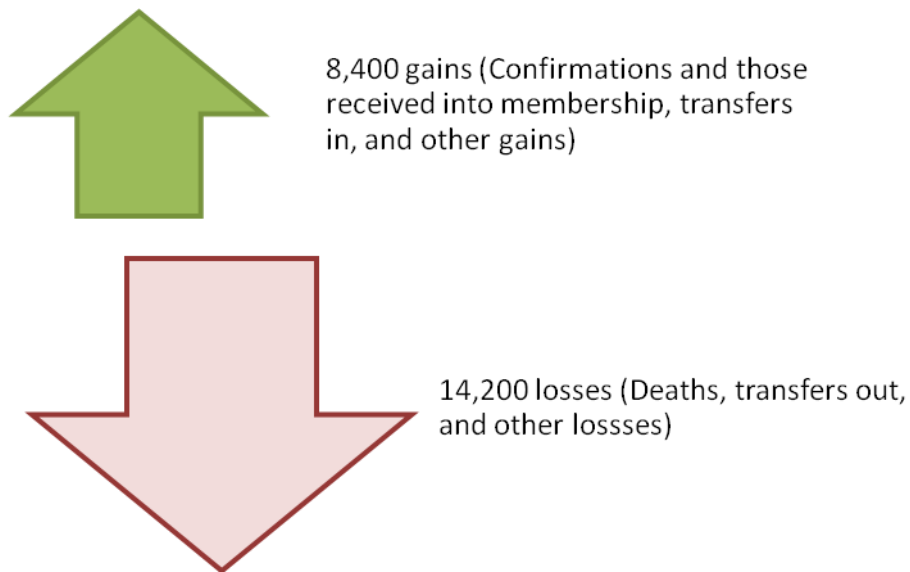 8,400 gains (Confirmations and those
received into membership, transfers
in, and other gains)
14,200 losses (Deaths, transfers out,
and other lossses)